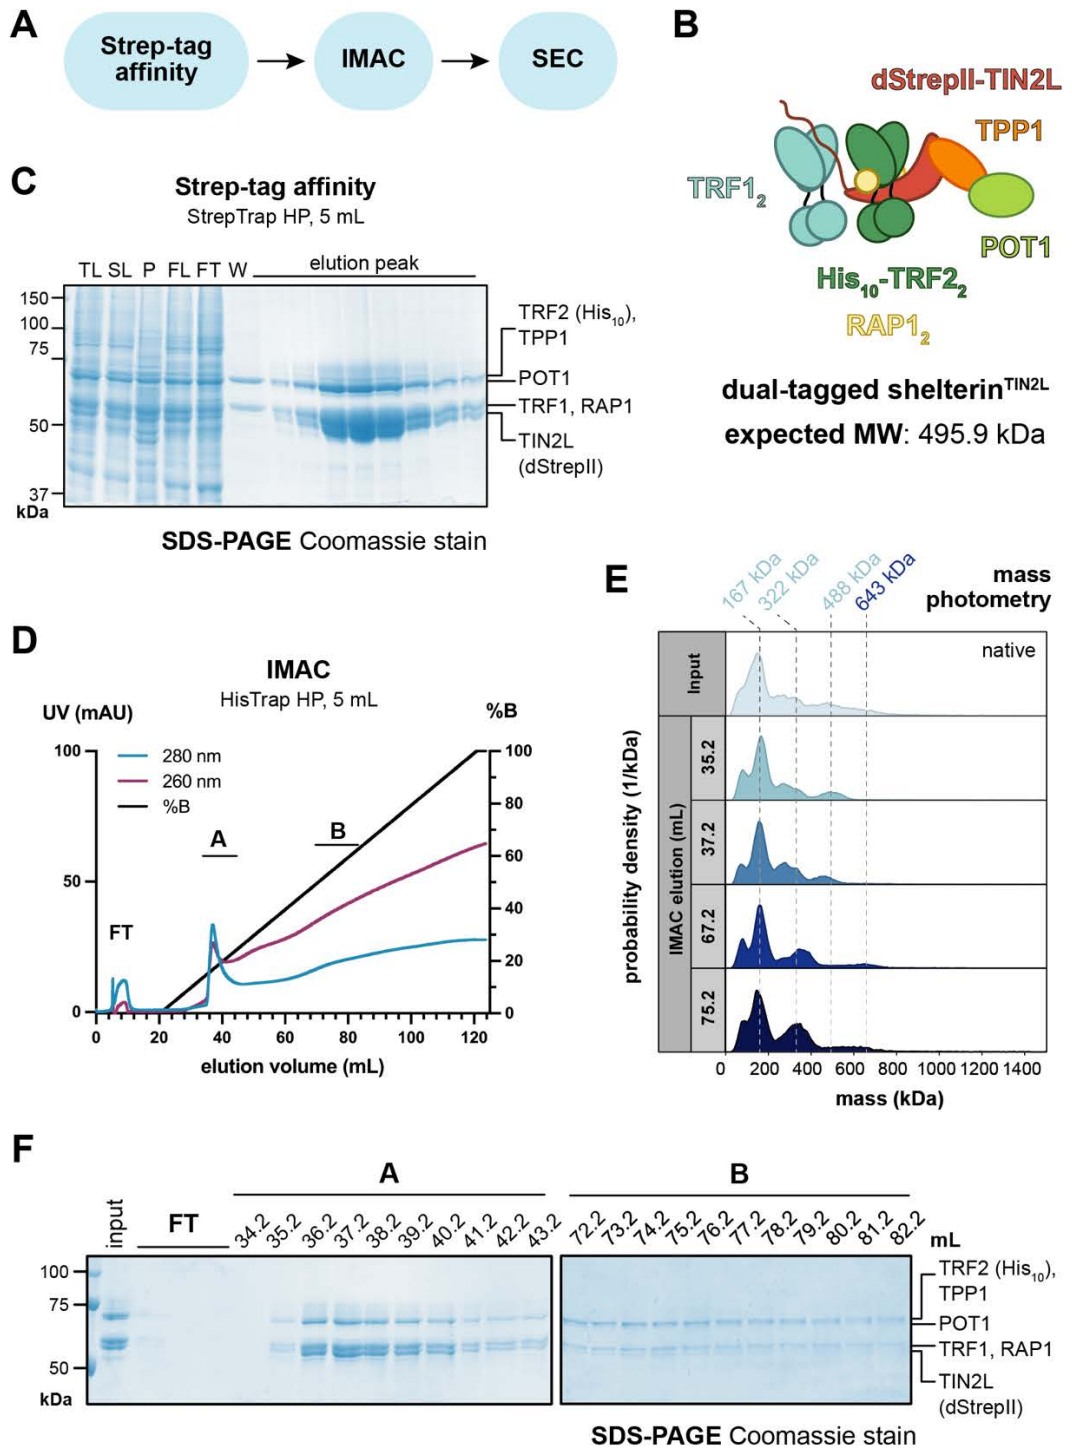 A
Strep-tag
affinity
IMAC
SEC
B
dStrepII-TIN2L
TPP1
TRF1₂
POT1
His₁₀-TRF2₂
RAP1₂
dual-tagged shelterinᵀᴵᴺ²ᴸ
expected MW: 495.9 kDa
C
Strep-tag affinity
StrepTrap HP, 5 mL
TL SL P FL FT W elution peak
150
100
75
50
37
kDa
TRF2 (His₁₀),
TPP1
POT1
TRF1, RAP1
TIN2L
(dStrepII)
SDS-PAGE Coomassie stain
D
IMAC
HisTrap HP, 5 mL
UV (mAU)
%B
100
50
0
280 nm
260 nm
%B
FT
A
B
100
80
60
40
20
0
0 20 40 60 80 100 120
elution volume (mL)
E
167 kDa
322 kDa
488 kDa
643 kDa
mass
photometry
native
Input
35.2
37.2
67.2
75.2
IMAC elution (mL)
probability density (1/kDa)
0 200 400 600 800 1000 1200 1400
mass (kDa)
F
A
B
input
FT
34.2 35.2 36.2 37.2 38.2 39.2 40.2 41.2 42.2 43.2
72.2 73.2 74.2 75.2 76.2 77.2 78.2 79.2 80.2 81.2 82.2 mL
100
75
50
kDa
TRF2 (His₁₀),
TPP1
POT1
TRF1, RAP1
TIN2L
(dStrepII)
SDS-PAGE Coomassie stain